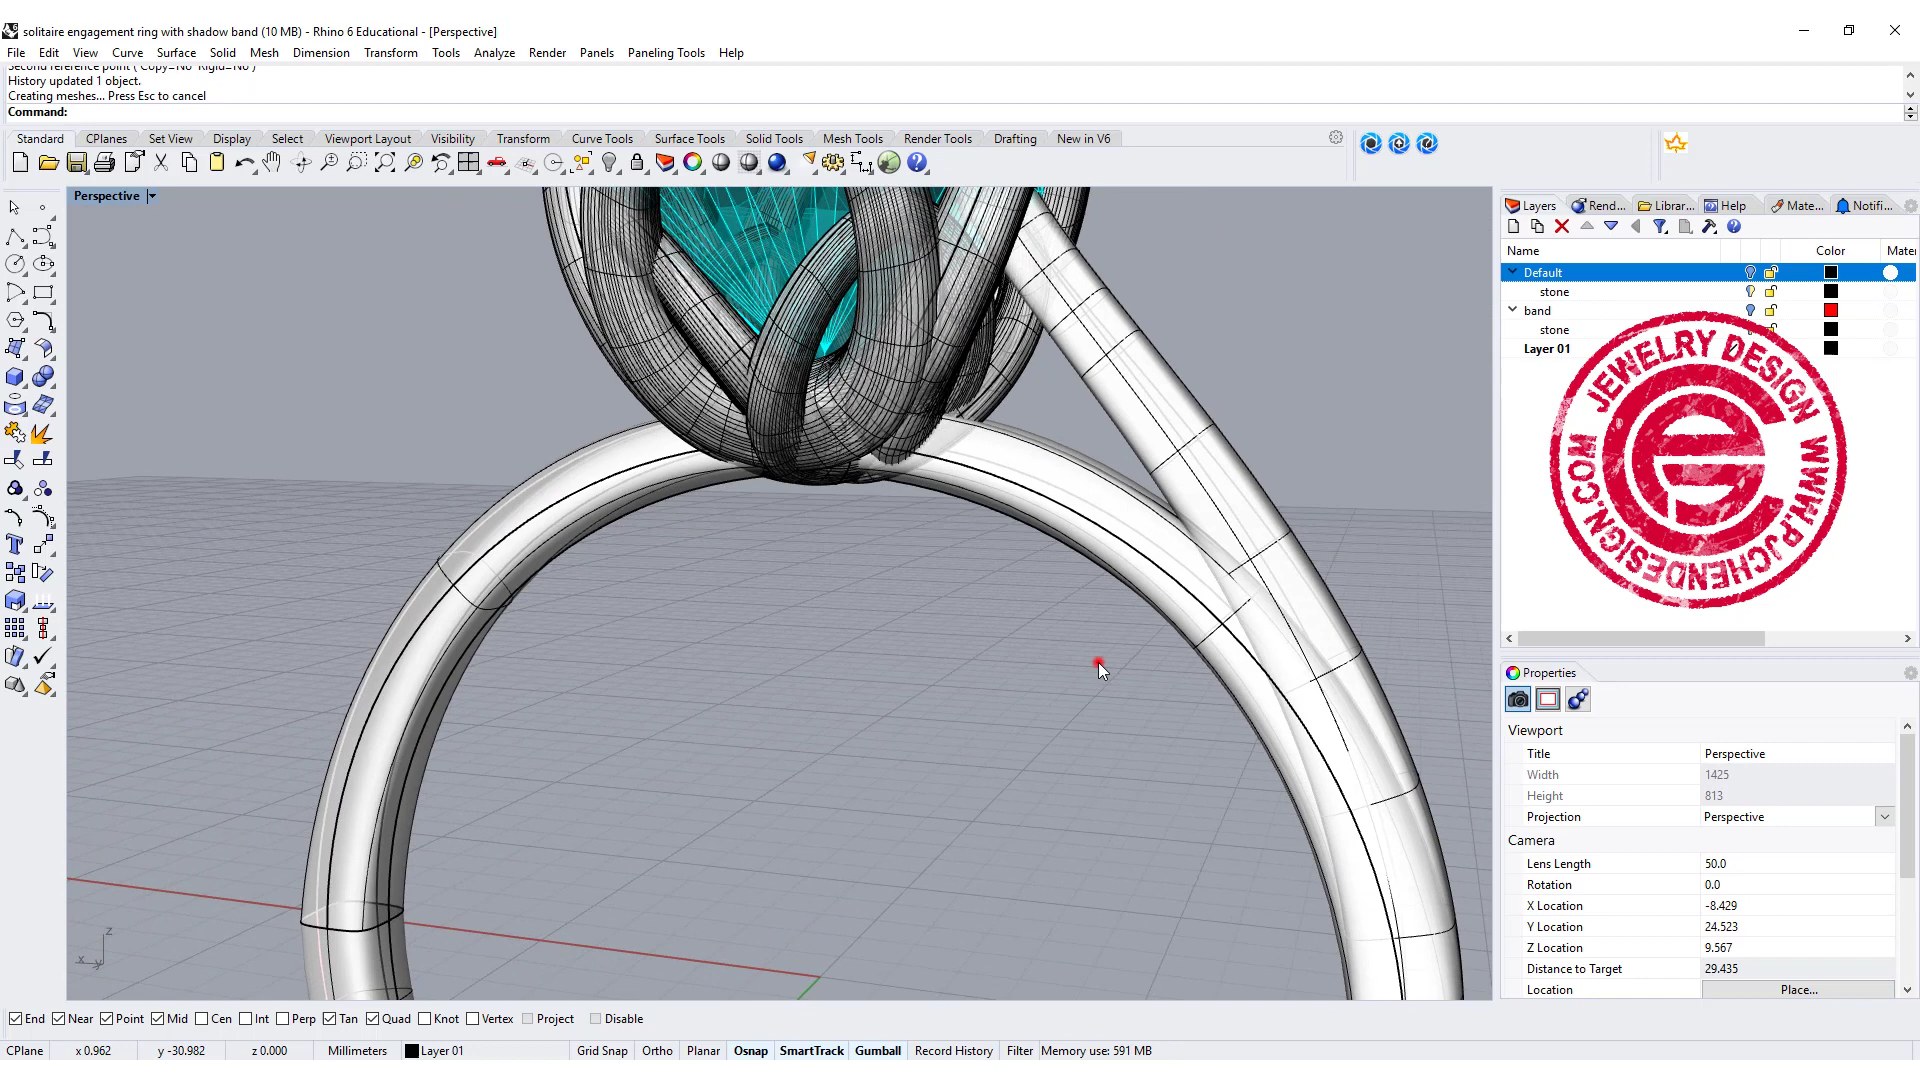 solitaire engagement ring with shadow band (10 MB) - Rhino 6 Educational - [Perspective]
File Edit View Curve Surface Solid Mesh Dimension Transform Tools Analyze Render Panels Paneling Tools Help
Second reference point ( Copy=No Rigid=No )
History updated 1 object.
Creating meshes... Press Esc to cancel
Command:
Standard CPlanes Set View Display Select Viewport Layout Visibility Transform Curve Tools Surface Tools Solid Tools Mesh Tools Render Tools Drafting New in V6
Perspective
Layers Rend... Librar... Help Mate... Notifi...
Name Color Mater
Default
stone
band
stone
Layer 01
JEWELRY DESIGN WWW.PJCHENDESIGN.COM
Properties
Viewport
Title Perspective
Width 1425
Height 813
Projection Perspective
Camera
Lens Length 50.0
Rotation 0.0
X Location -8.429
Y Location 24.523
Z Location 9.567
Distance to Target 29.435
Location Place...
z
x y
End Near Point Mid Cen Int Perp Tan Quad Knot Vertex Project Disable
CPlane x 0.962 y -30.982 z 0.000 Millimeters Layer 01 Grid Snap Ortho Planar Osnap SmartTrack Gumball Record History Filter Memory use: 591 MB